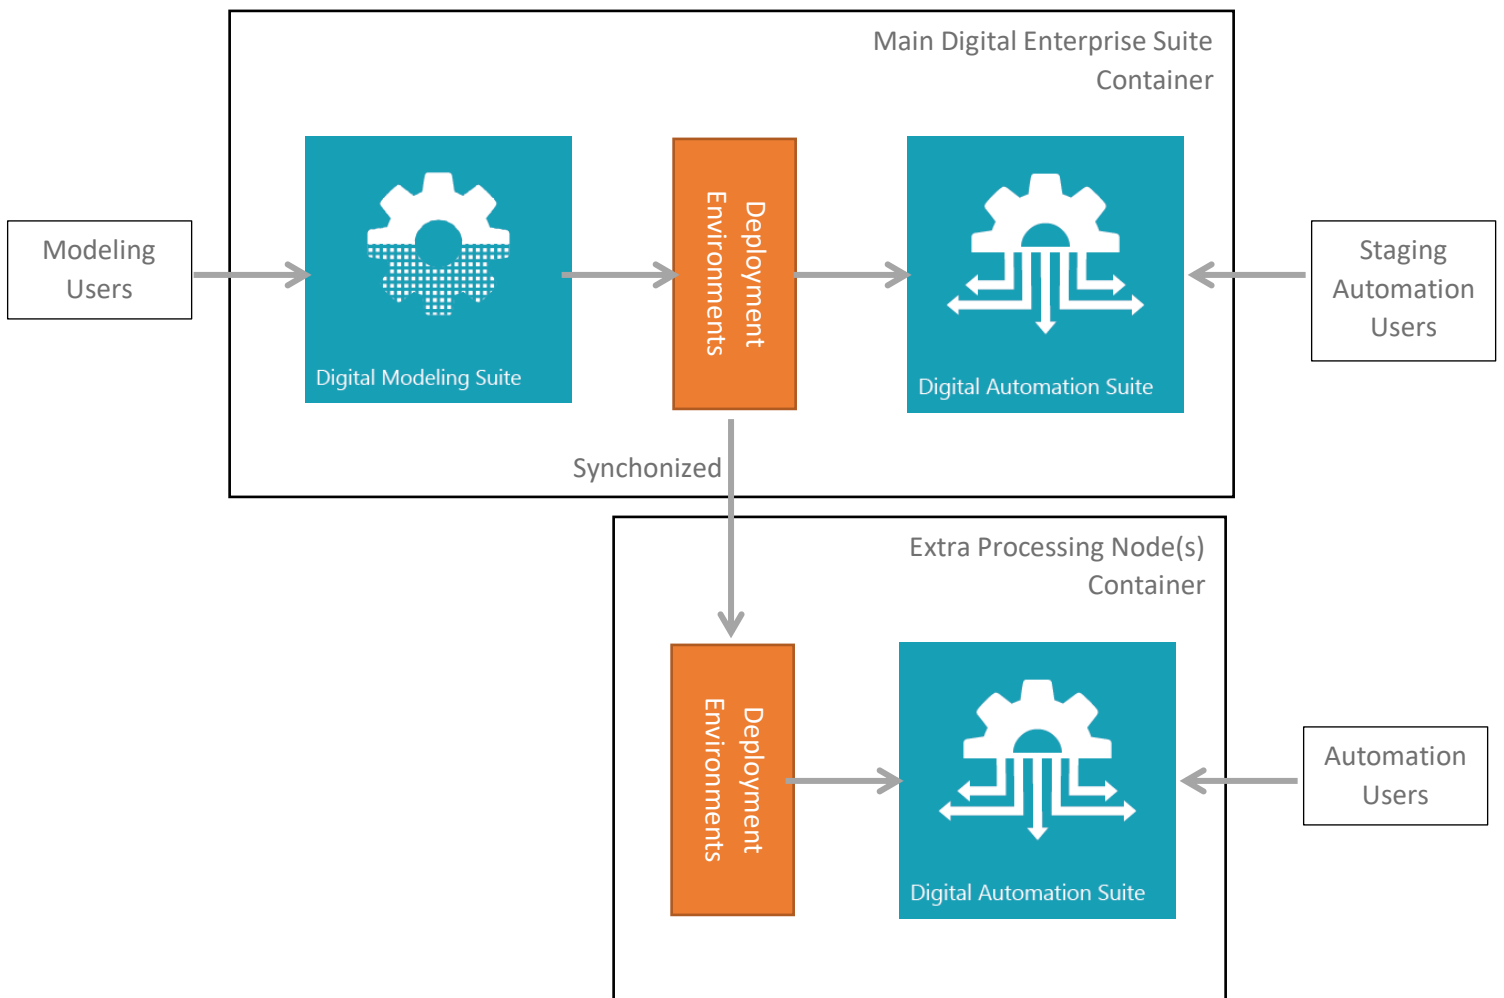 Main Digital Enterprise Suite
Container
Modeling
Users
Digital Modeling Suite
Deployment
Environments
Digital Automation Suite
Staging
Automation
Users
Synchonized
Extra Processing Node(s)
Container
Deployment
Environments
Digital Automation Suite
Automation
Users